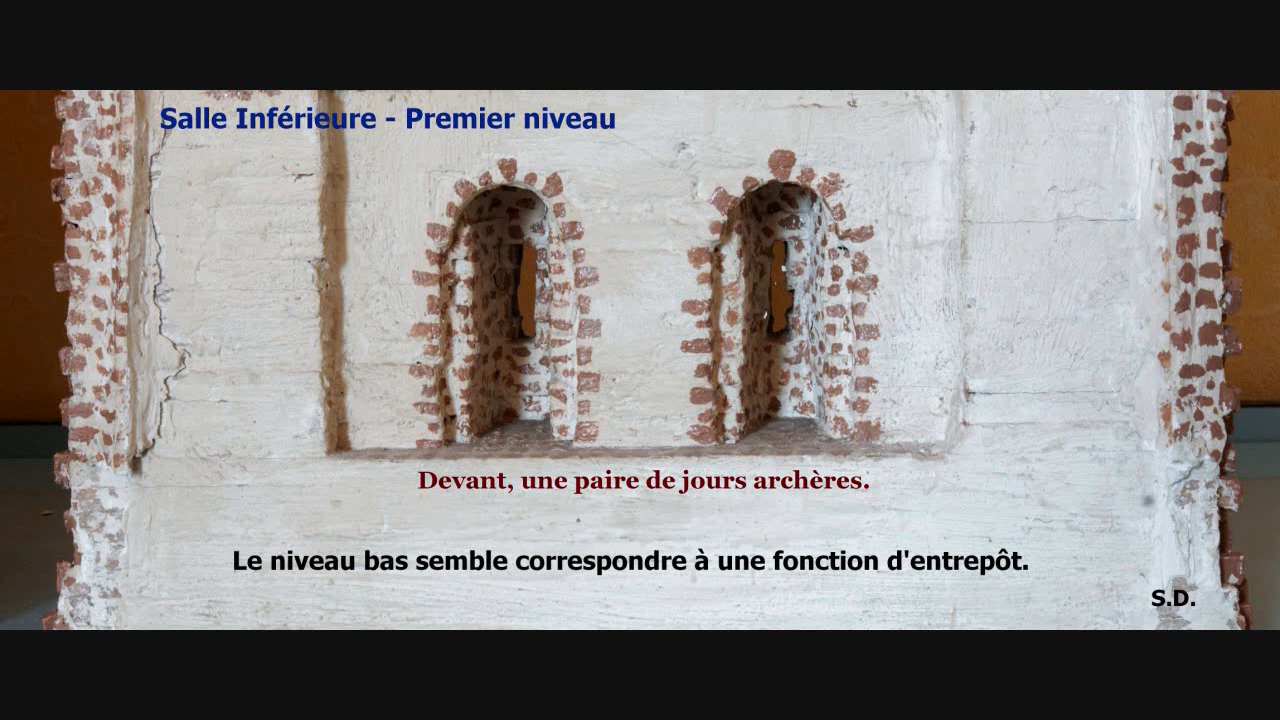 Salle Inférieure - Premier niveau
Devant, une paire de jours archères.
Le niveau bas semble correspondre à une fonction d'entrepôt.
S.D.